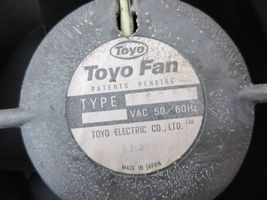 Toyo
Toyo Fan
PATENTS PENDING
TYPE
VAC 50/60Hz
TOYO ELECTRIC CO., LTD.
MADE IN JAPAN